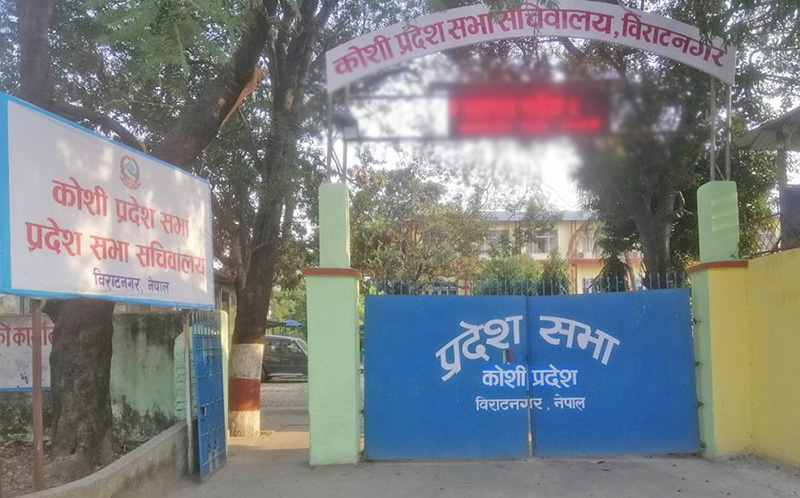 कोशी प्रदेश सभा सचिवालय, विराटनगर
कोशी प्रदेश सभा
प्रदेश सभा सचिवालय
विराटनगर, नेपाल
प्रदेश सभा
कोशी प्रदेश
विराटनगर, नेपाल